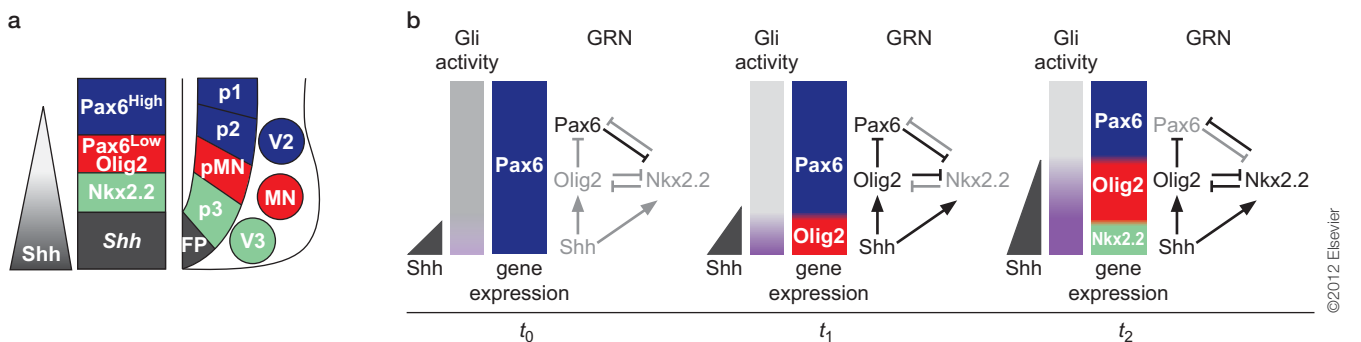 a
Shh
Pax6High
Pax6Low
Olig2
Nkx2.2
Shh
p1
p2
pMN
p3
FP
V2
MN
V3
b
Gli
activity
GRN
Pax6
Pax6
Olig2
Nkx2.2
Shh
Shh
gene
expression
t0
Gli
activity
GRN
Pax6
Olig2
Pax6
Olig2
Nkx2.2
Shh
Shh
gene
expression
t1
Gli
activity
GRN
Pax6
Olig2
Nkx2.2
Pax6
Olig2
Nkx2.2
Shh
Shh
gene
expression
t2
©2012 Elsevier